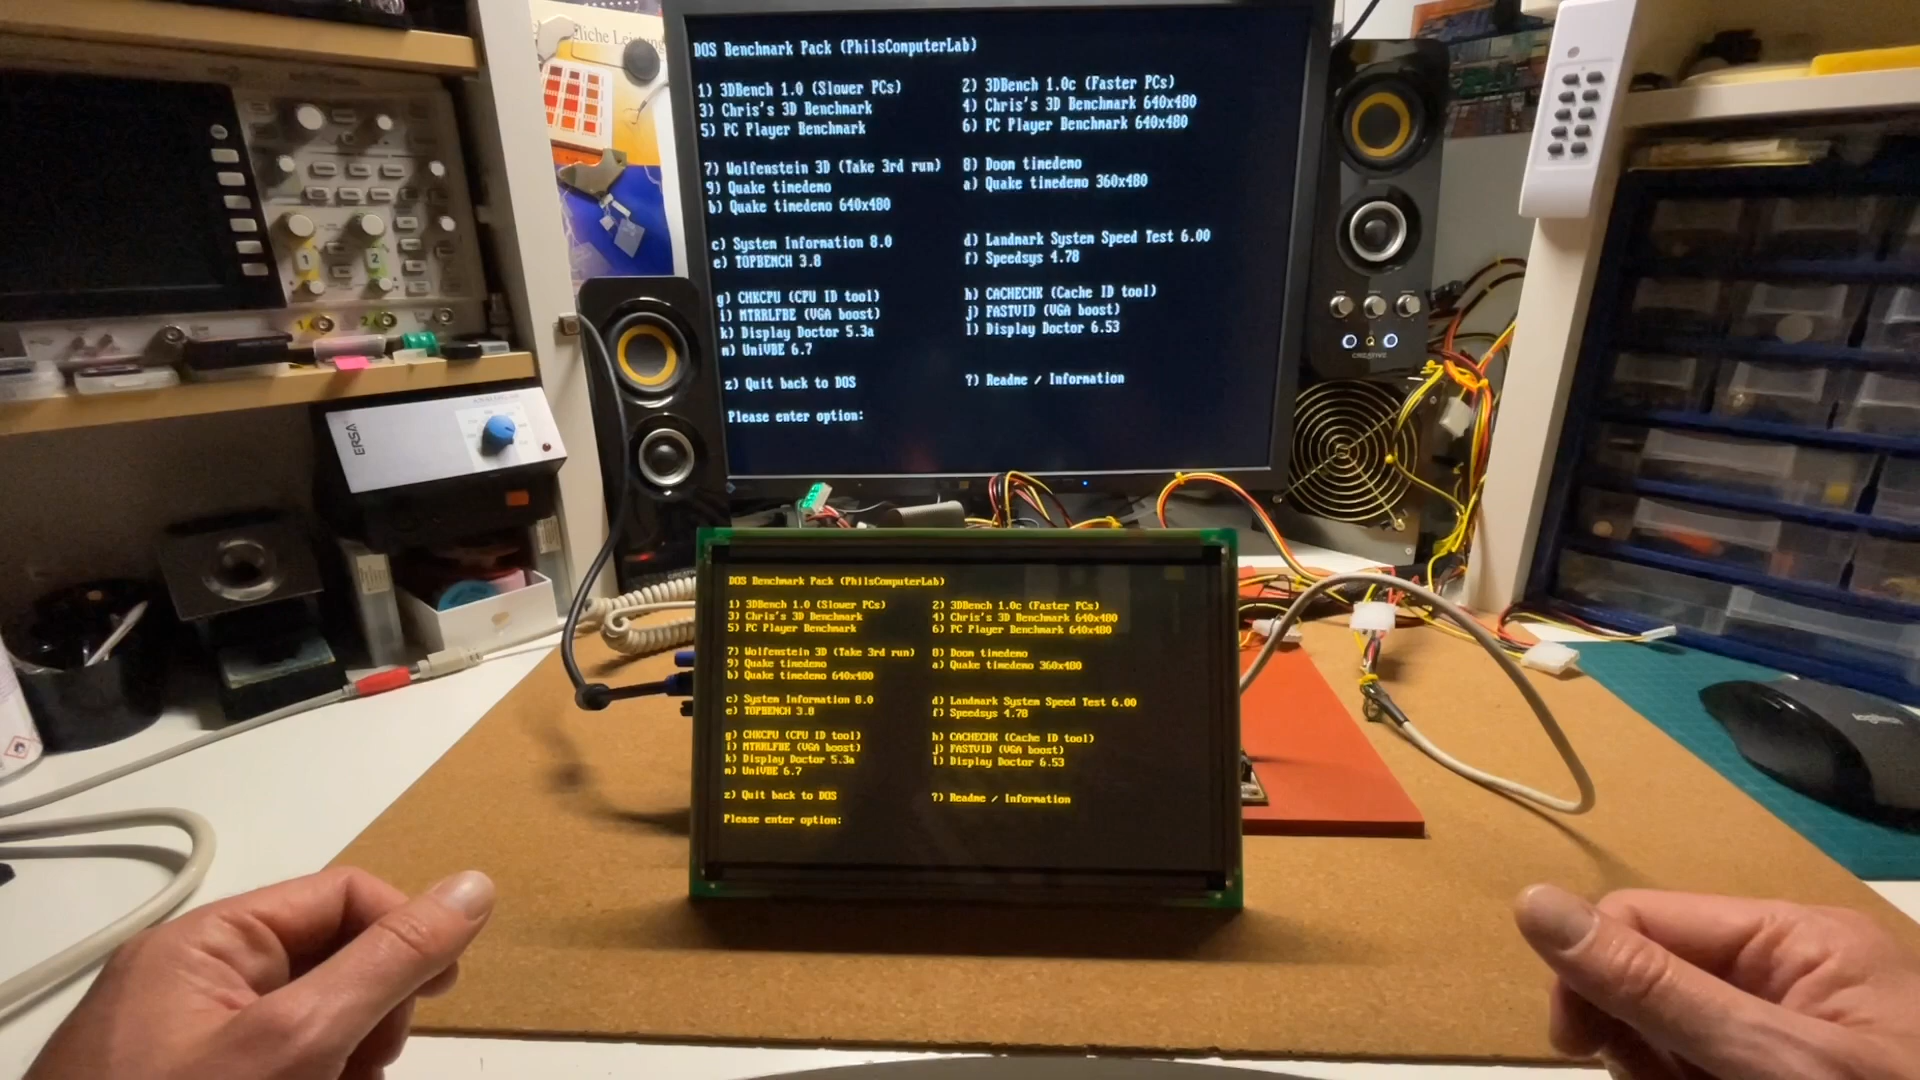 liche Leistung
DOS Benchmark Pack (PhilsComputerLab)
1) 3DBench 1.0 (Slower PCs) 2) 3DBench 1.0c (Faster PCs)
3) Chris's 3D Benchmark 4) Chris's 3D Benchmark 640x480
5) PC Player Benchmark 6) PC Player Benchmark 640x480
7) Wolfenstein 3D (Take 3rd run) 8) Doom timedemo
9) Quake timedemo a) Quake timedemo 360x480
b) Quake timedemo 640x480
c) System Information 8.0 d) Landmark System Speed Test 6.00
e) TOPBENCH 3.8 f) Speedsys 4.78
g) CHKCPU (CPU ID tool) h) CACHECHK (Cache ID tool)
i) MTRRLFBE (VGA boost) j) FASTVID (VGA boost)
k) Display Doctor 5.3a l) Display Doctor 6.53
m) UniVBE 6.7
z) Quit back to DOS ?) Readme / Information
Please enter option:
CREATIVE
1 2
1 2
ERSA
DOS Benchmark Pack (PhilsComputerLab)
1) 3DBench 1.0 (Slower PCs) 2) 3DBench 1.0c (Faster PCs)
3) Chris's 3D Benchmark 4) Chris's 3D Benchmark 640x480
5) PC Player Benchmark 6) PC Player Benchmark 640x480
7) Wolfenstein 3D (Take 3rd run) 8) Doom timedemo
9) Quake timedemo a) Quake timedemo 360x480
b) Quake timedemo 640x480
c) System Information 8.0 d) Landmark System Speed Test 6.00
e) TOPBENCH 3.8 f) Speedsys 4.78
g) CHKCPU (CPU ID tool) h) CACHECHK (Cache ID tool)
i) MTRRLFBE (VGA boost) j) FASTVID (VGA boost)
k) Display Doctor 5.3a l) Display Doctor 6.53
m) UniVBE 6.7
z) Quit back to DOS ?) Readme / Information
Please enter option:
logitech